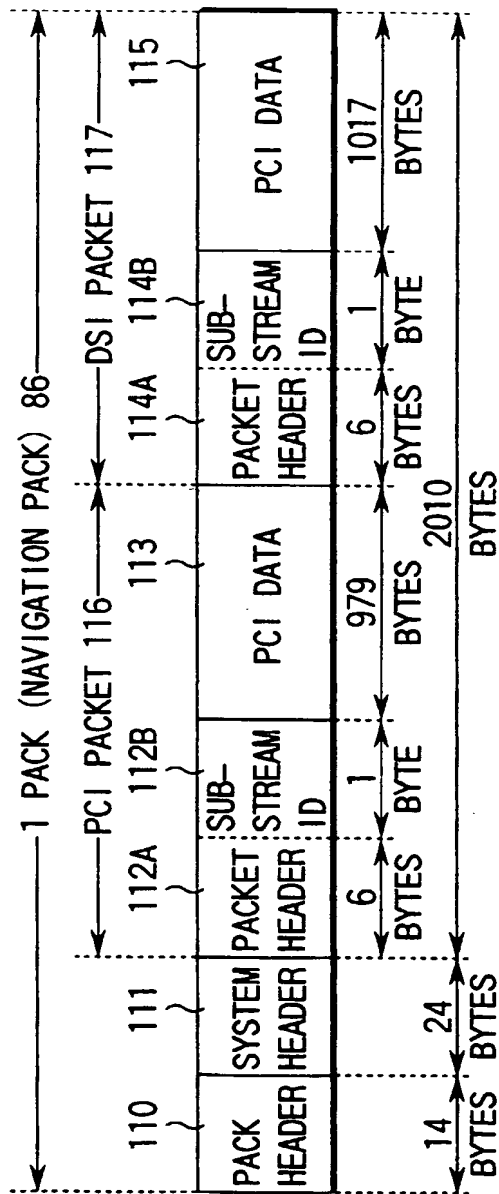 1 PACK (NAVIGATION PACK) 86
PCI PACKET 116
DSI PACKET 117
110
111
112A
112B
113
114A
114B
115
PACK
HEADER
SYSTEM
HEADER
PACKET
HEADER
SUB-
STREAM
ID
PCI DATA
PACKET
HEADER
SUB-
STREAM
ID
PCI DATA
14
BYTES
24
BYTES
6
BYTES
1
BYTE
979
BYTES
6
BYTES
1
BYTE
1017
BYTES
2010
BYTES